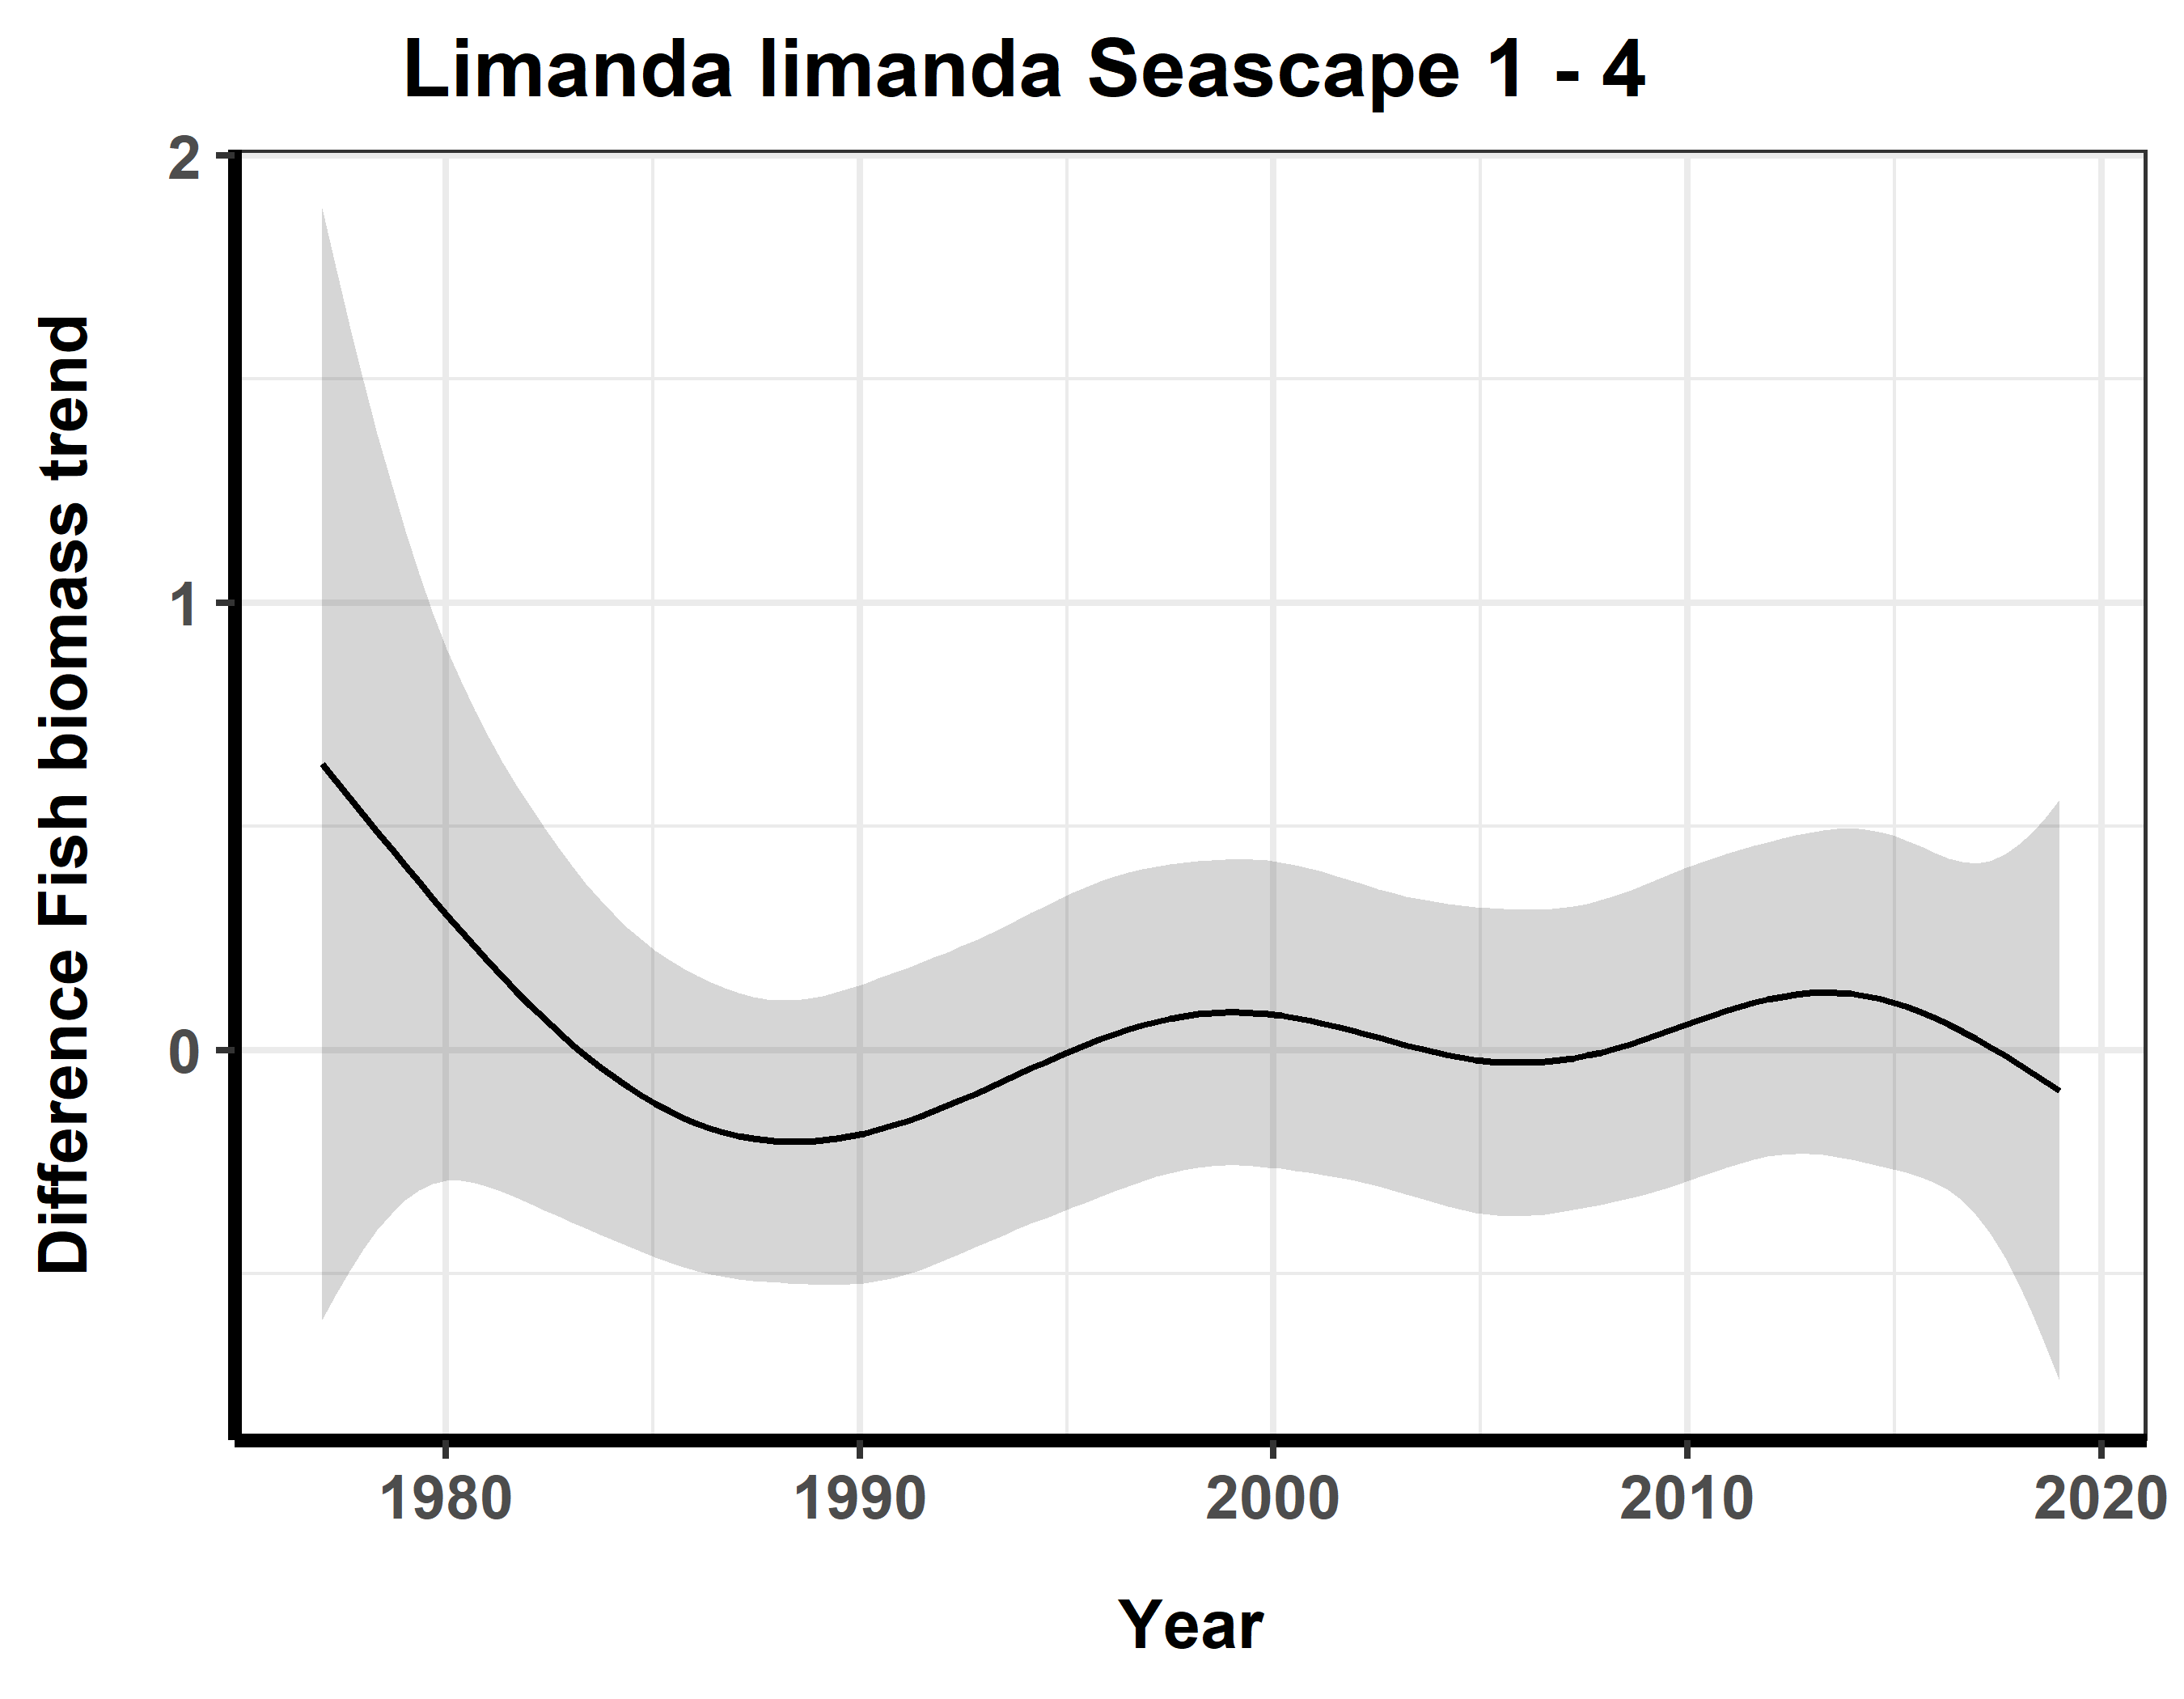 Limanda limanda Seascape 1 - 4
Difference Fish biomass trend
2
1
0
1980
1990
2000
2010
2020
Year